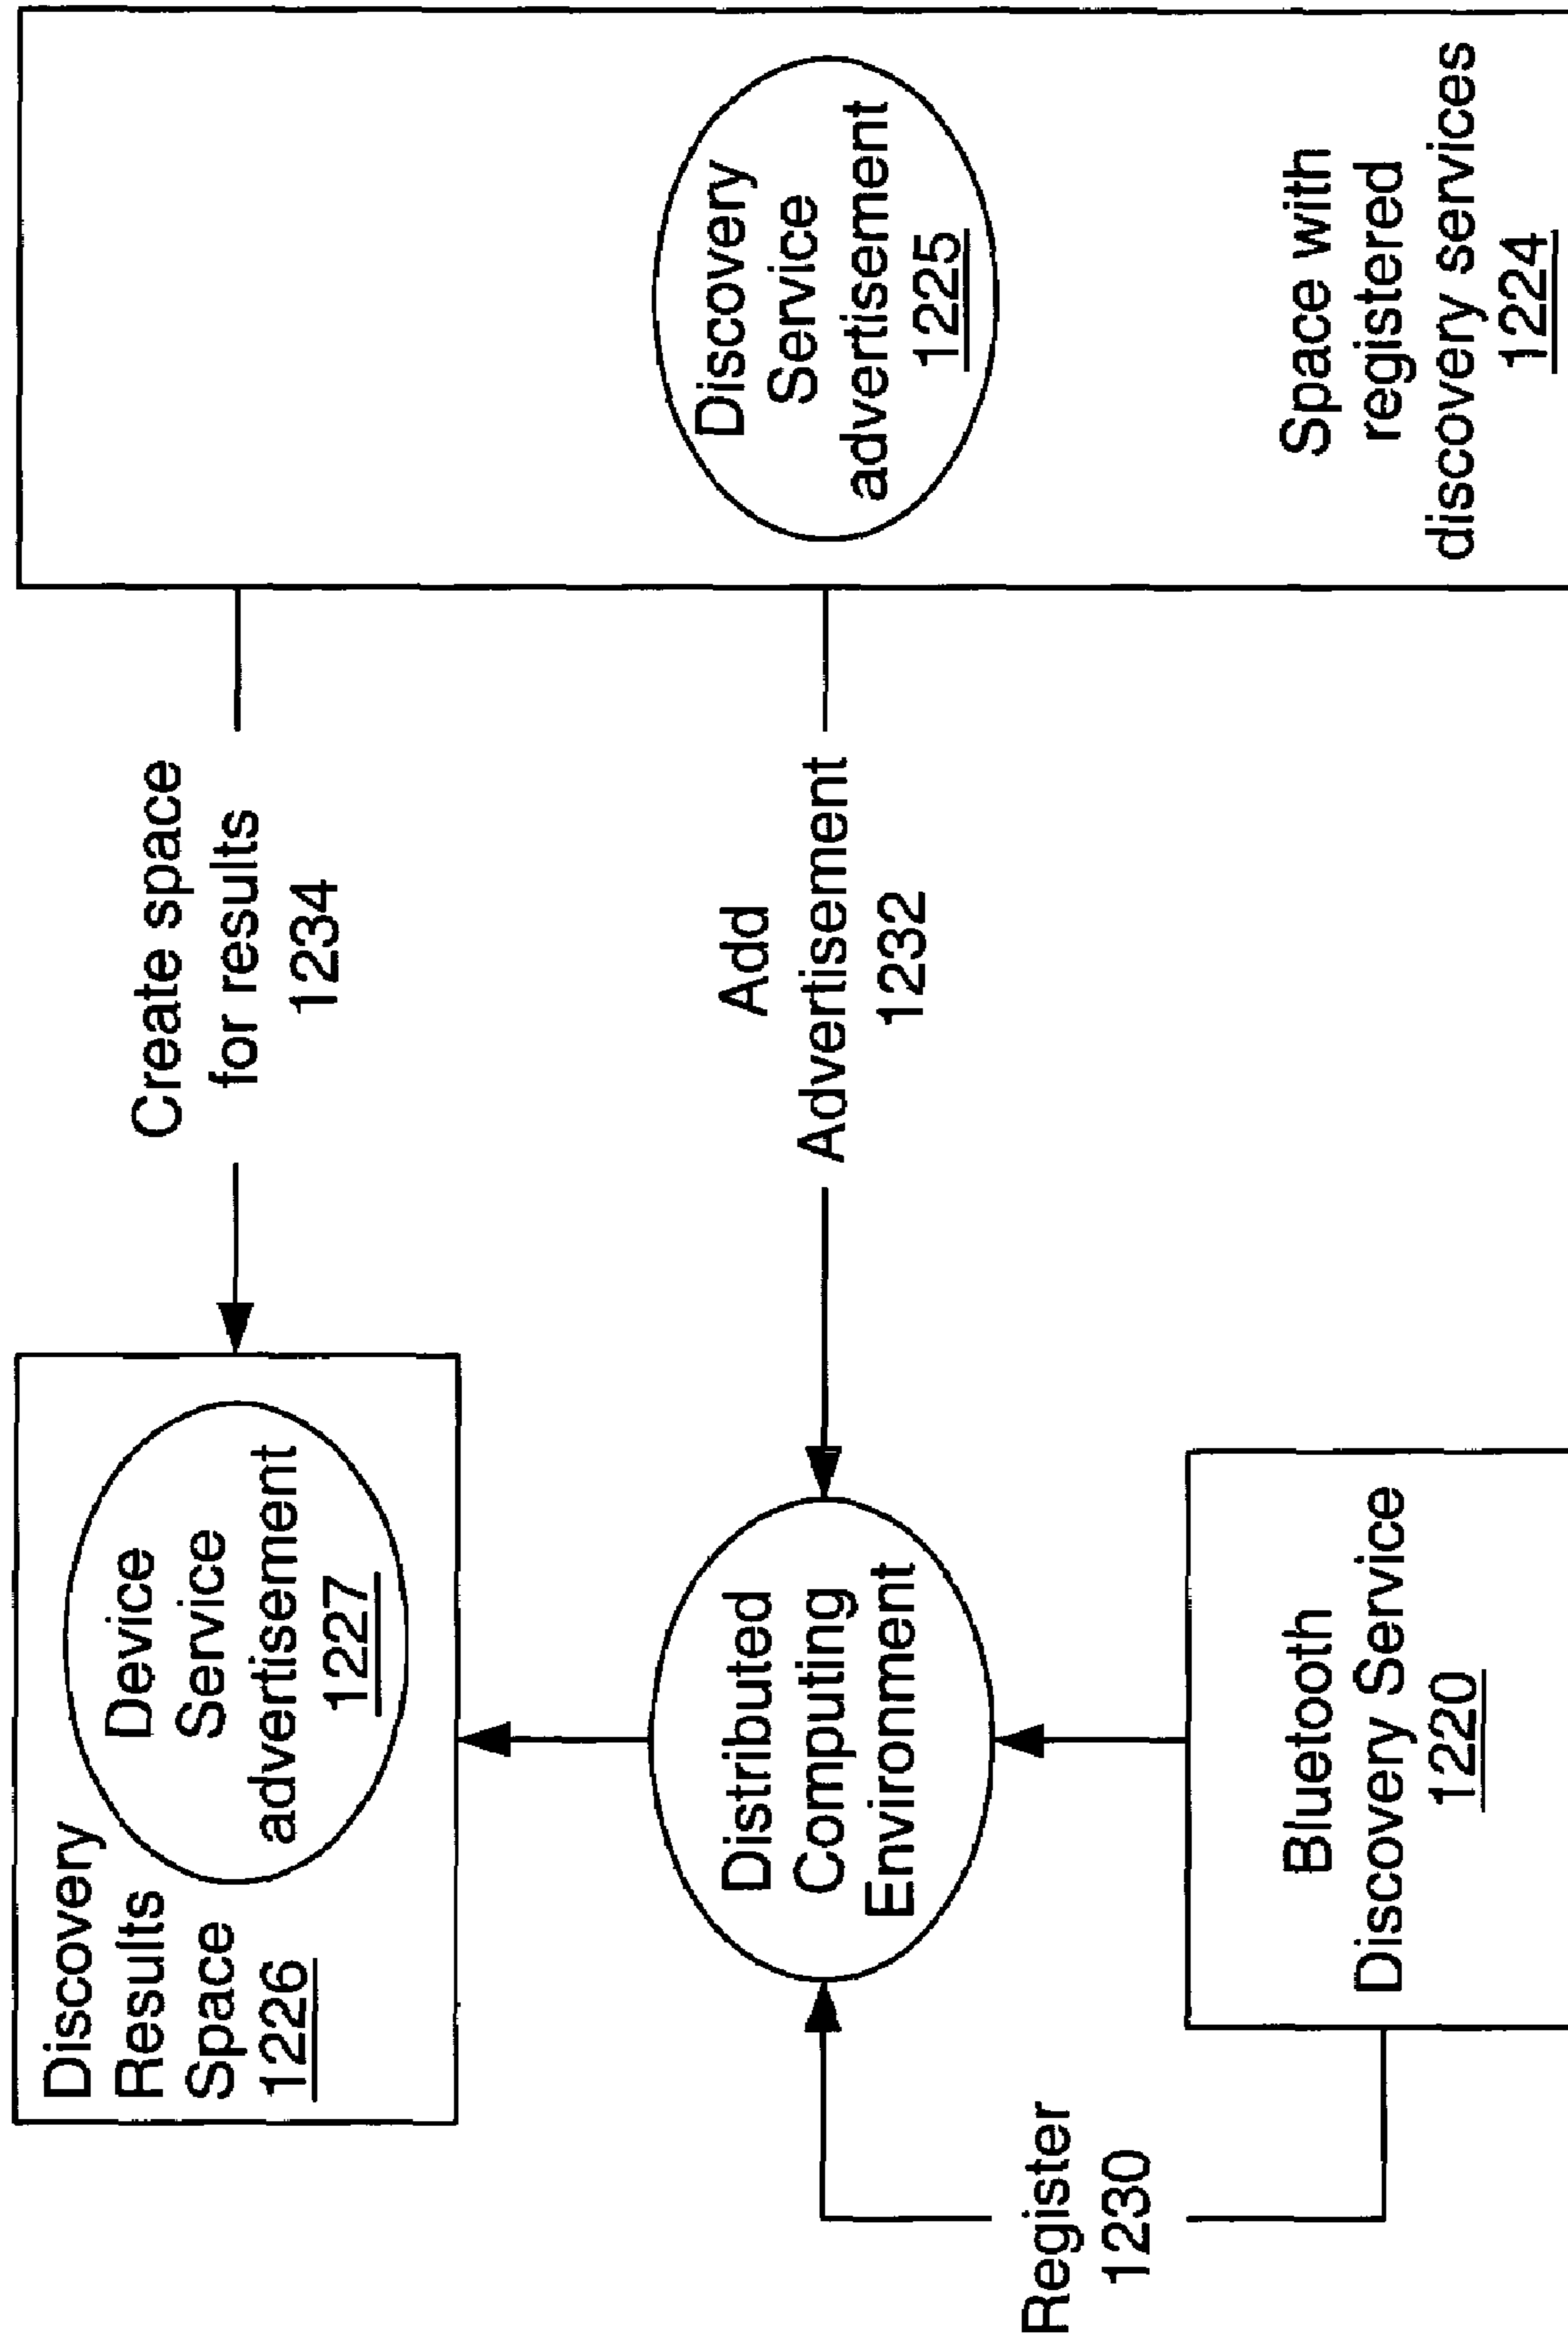 Discovery
Results
Space
1226
Device
Service
advertisement
1227
Create space
for results
1234
Distributed
Computing
Environment
Add
Advertisement
1232
Discovery
Service
advertisement
1225
Register
1230
Bluetooth
Discovery Service
1220
Space with
registered
discovery services
1224